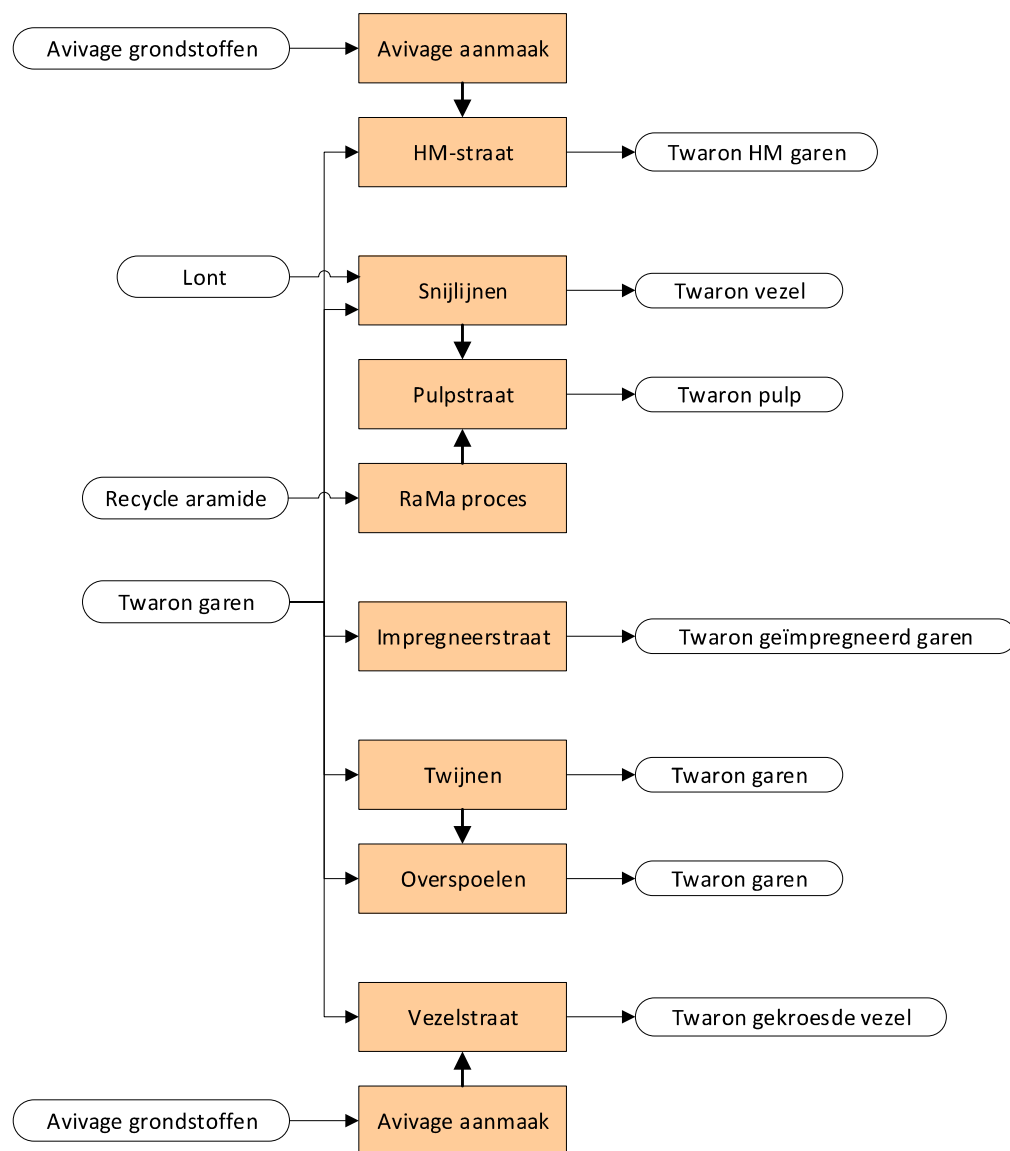 Avivage grondstoffen
Avivage aanmaak
HM-straat
Twaron HM garen
Lont
Snijlijnen
Twaron vezel
Pulpstraat
Twaron pulp
Recycle aramide
RaMa proces
Twaron garen
Impregneerstraat
Twaron geïmpregneerd garen
Twijnen
Twaron garen
Overspoelen
Twaron garen
Vezelstraat
Twaron gekroesde vezel
Avivage grondstoffen
Avivage aanmaak